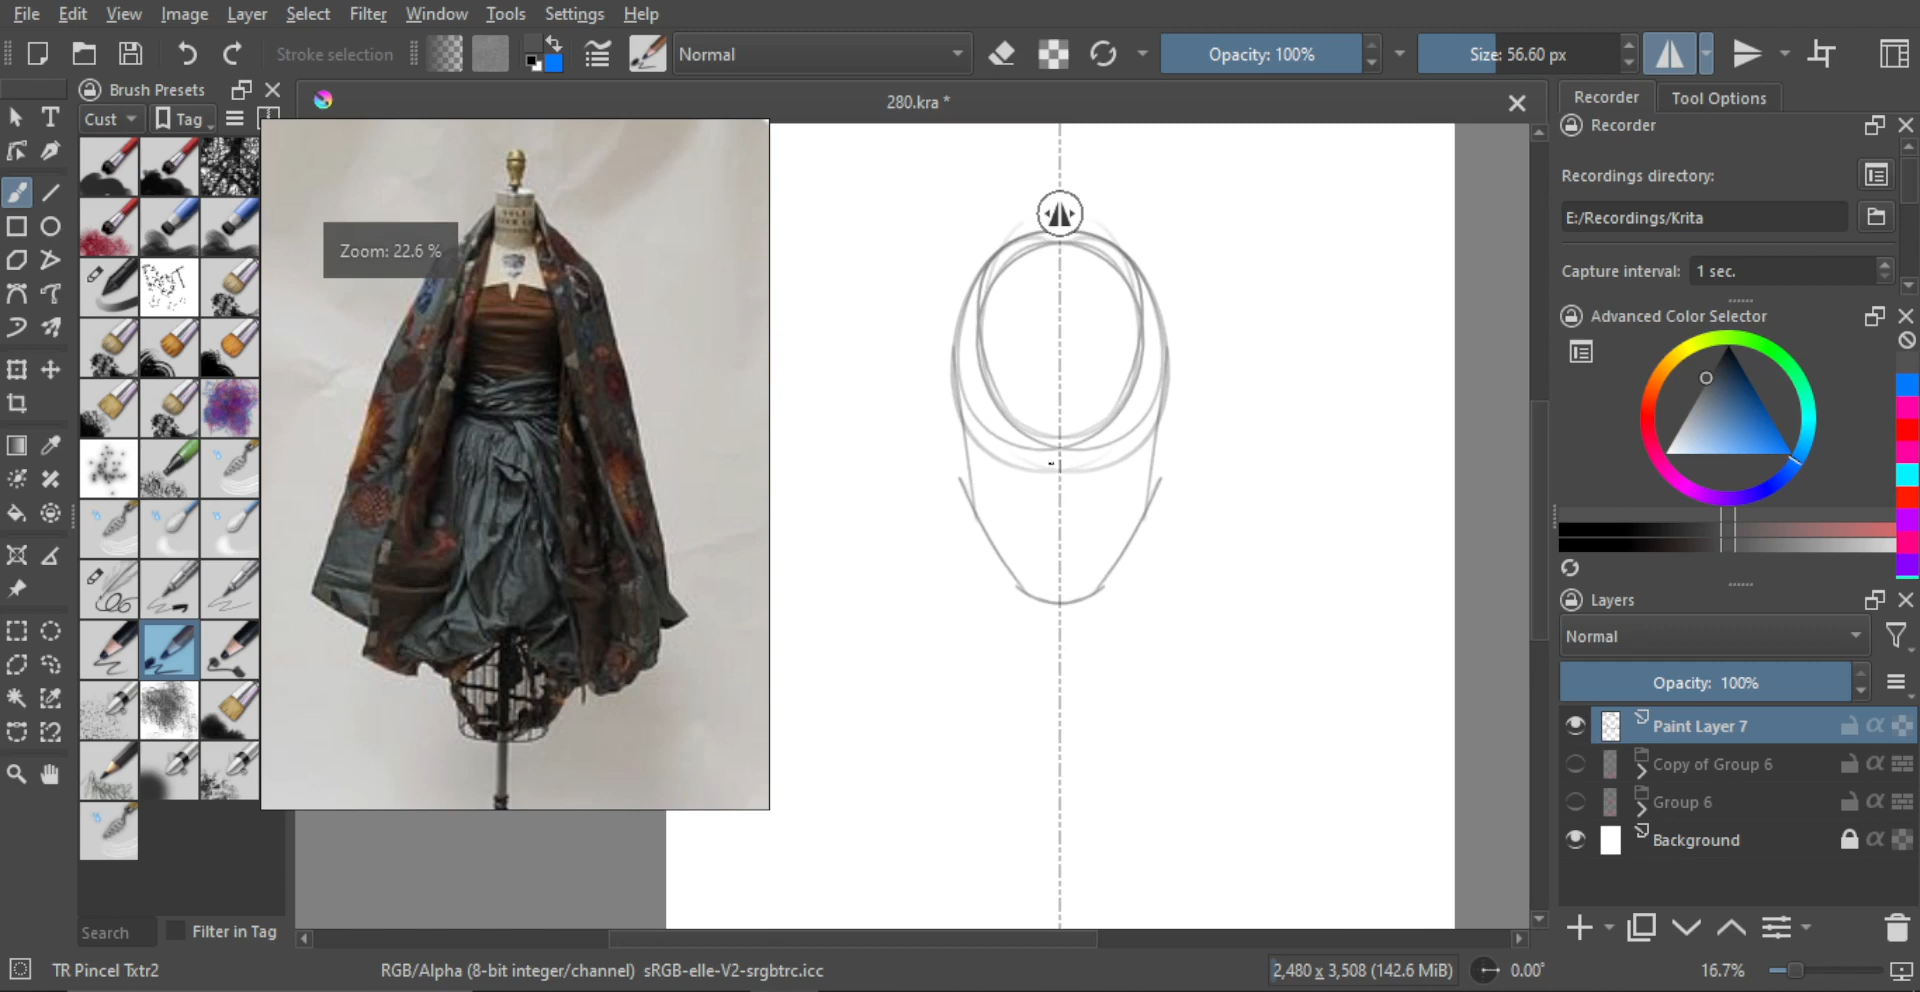 File Edit View Image Layer Select Filter Window Tools Settings Help
Stroke selection
Normal
Opacity: 100%
Size: 56.60 px
Brush Presets
Cust
Tag
280.kra *
Zoom: 22.6 %
Search
Filter in Tag
Recorder
Tool Options
Recorder
Recordings directory:
E:/Recordings/Krita
Capture interval:
1 sec.
Advanced Color Selector
Layers
Normal
Opacity: 100%
Paint Layer 7
Copy of Group 6
Group 6
Background
TR Pincel Txtr2
RGB/Alpha (8-bit integer/channel) sRGB-elle-V2-srgbtrc.icc
2,480 x 3,508 (142.6 MiB)
0.00°
16.7%